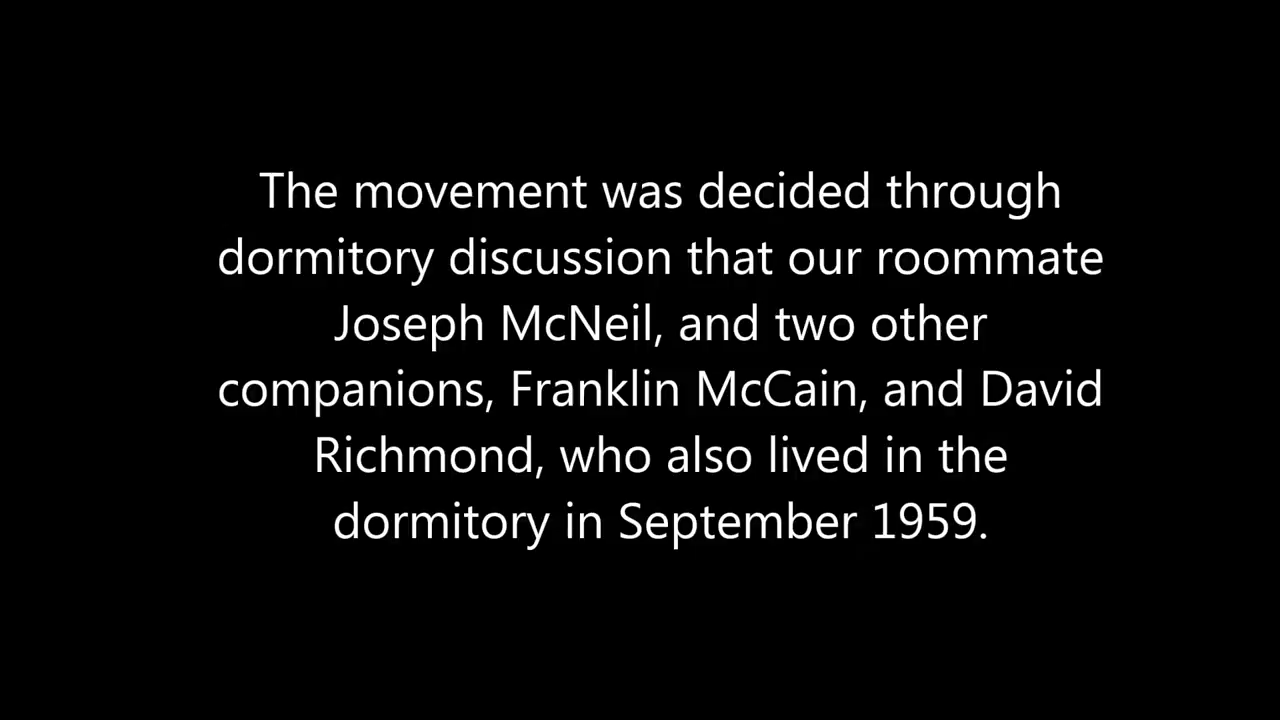 The movement was decided through
dormitory discussion that our roommate
Joseph McNeil, and two other
companions, Franklin McCain, and David
Richmond, who also lived in the
dormitory in September 1959.